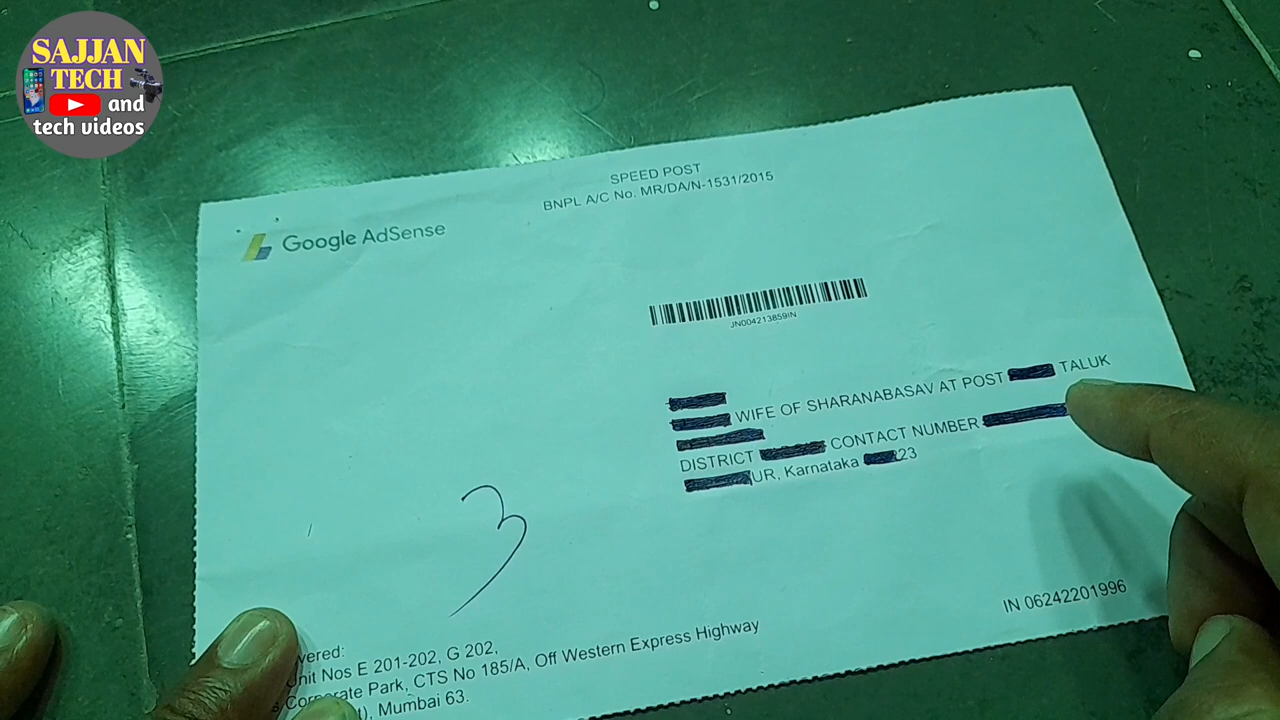 SAJJAN
TECH
and
tech videos
SPEED POST
BNPL A/C No. MR/DA/N-1531/2015
Google AdSense
JN004213859IN
WIFE OF SHARANABASAV AT POST TALUK
DISTRICT CONTACT NUMBER
UR, Karnataka 23
3
IN 06242201996
vered:
Unit Nos E 201-202, G 202,
s Corporate Park, CTS No 185/A, Off Western Express Highway
t), Mumbai 63.